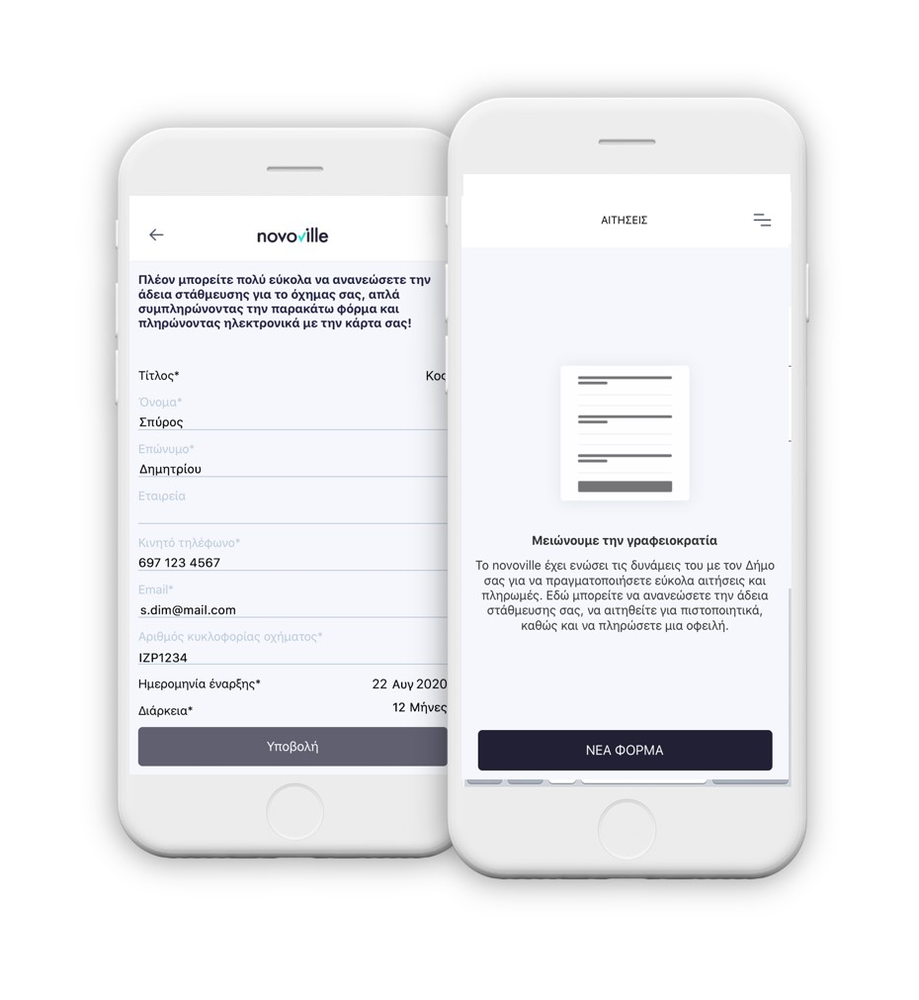 novoville
Πλέον μπορείτε πολύ εύκολα να ανανεώσετε την
άδεια στάθμευσης για το όχημας σας, απλά
συμπληρώνοντας την παρακάτω φόρμα και
πληρώνοντας ηλεκτρονικά με την κάρτα σας!
Τίτλος* Κος
Όνομα*
Σπύρος
Επώνυμο*
Δημητρίου
Εταιρεία
Κινητό τηλέφωνο*
697 123 4567
Email*
s.dim@mail.com
Αριθμός κυκλοφορίας οχήματος*
IZP1234
Ημερομηνία έναρξης* 22 Αυγ 2020
Διάρκεια* 12 Μήνες
Υποβολή
ΑΙΤΗΣΕΙΣ
Μειώνουμε την γραφειοκρατία
Το novoville έχει ενώσει τις δυνάμεις του με τον Δήμο
σας για να πραγματοποιήσετε εύκολα αιτήσεις και
πληρωμές. Εδώ μπορείτε να ανανεώσετε την άδεια
στάθμευσης σας, να αιτηθείτε για πιστοποιητικά,
καθώς και να πληρώσετε μια οφειλή.
ΝΕΑ ΦΟΡΜΑ